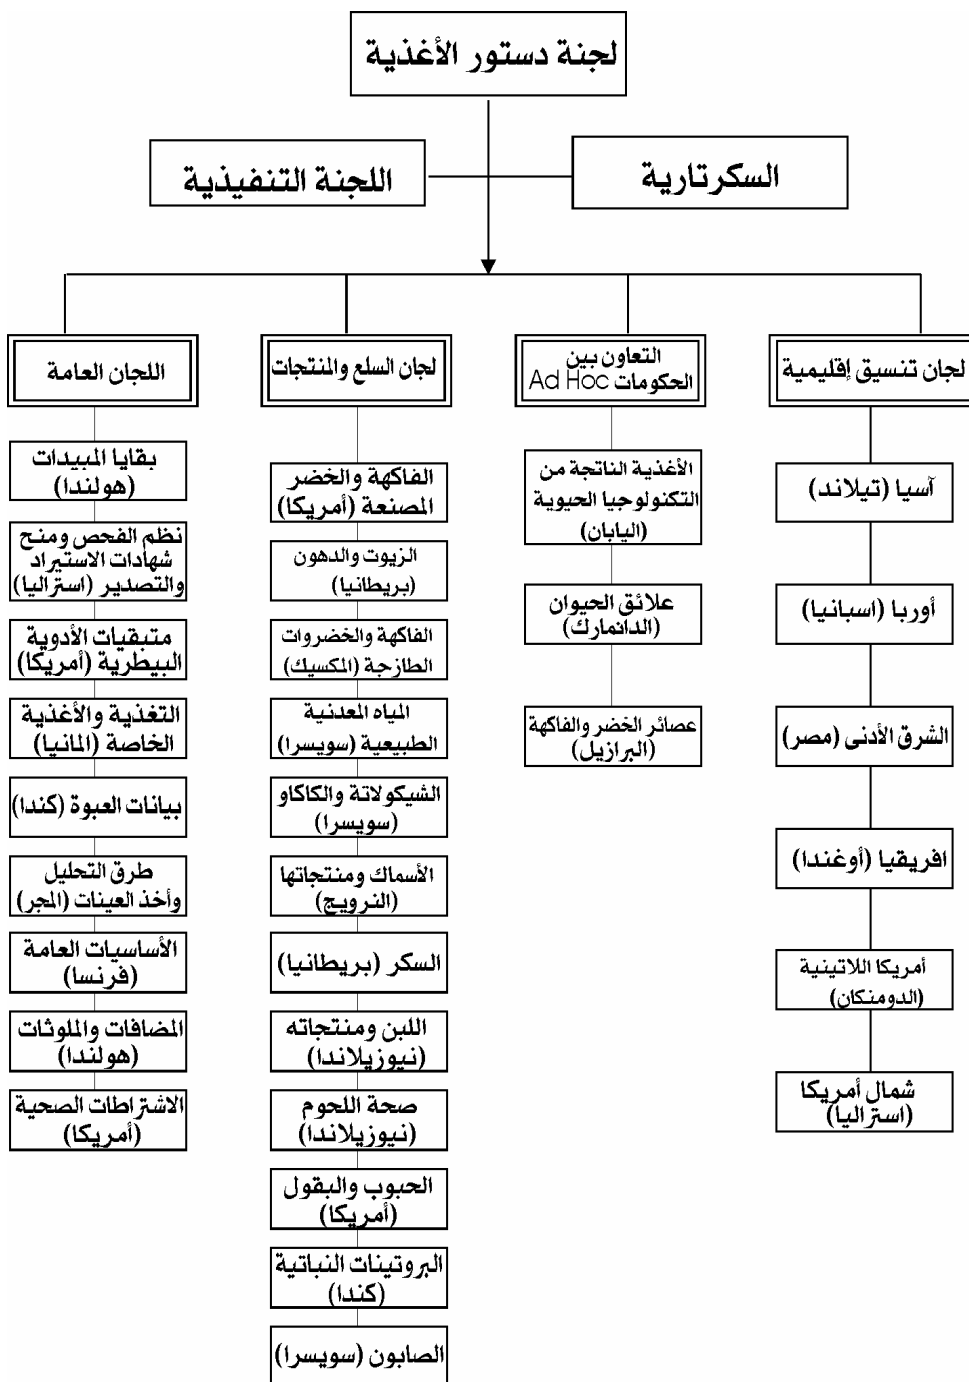 لجنة دستور الأغذية
السكرتارية
اللجنة التنفيذية
لجان تنسيق إقليمية
آسيا (تيلاند)
أوربا (اسبانيا)
الشرق الأدنى (مصر)
افريقيا (أوغندا)
أمريكا اللاتينية
(الدومنكان)
شمال أمريكا
(استراليا)
التعاون بين
الحكومات Ad Hoc
الأغذية الناتجة من
التكنولوجيا الحيوية
(اليابان)
علائق الحيوان
(الدانمارك)
عصائر الخضر والفاكهة
(البرازيل)
لجان السلع والمنتجات
الفاكهة والخضر
المصنعة (أمريكا)
الزيوت والدهون
(بريطانيا)
الفاكهة والخضروات
الطازجة (المكسيك)
المياه المعدنية
الطبيعية (سويسرا)
الشيكولاتة والكاكاو
(سويسرا)
الأسماك ومنتجاتها
(النرويج)
السكر (بريطانيا)
اللبن ومنتجاته
(نيوزيلاندا)
صحة اللحوم
(نيوزيلاندا)
الحبوب والبقول
(أمريكا)
البروتينات النباتية
(كندا)
الصابون (سويسرا)
اللجان العامة
بقايا المبيدات
(هولندا)
نظم الفحص ومنح
شهادات الاستيراد
والتصدير (استراليا)
متبقيات الأدوية
البيطرية (أمريكا)
التغذية والأغذية
الخاصة (المانيا)
بيانات العبوة (كندا)
طرق التحليل
وأخذ العينات (المجر)
الأساسيات العامة
(فرنسا)
المضافات والملوثات
(هولندا)
الاشتراطات الصحية
(أمريكا)